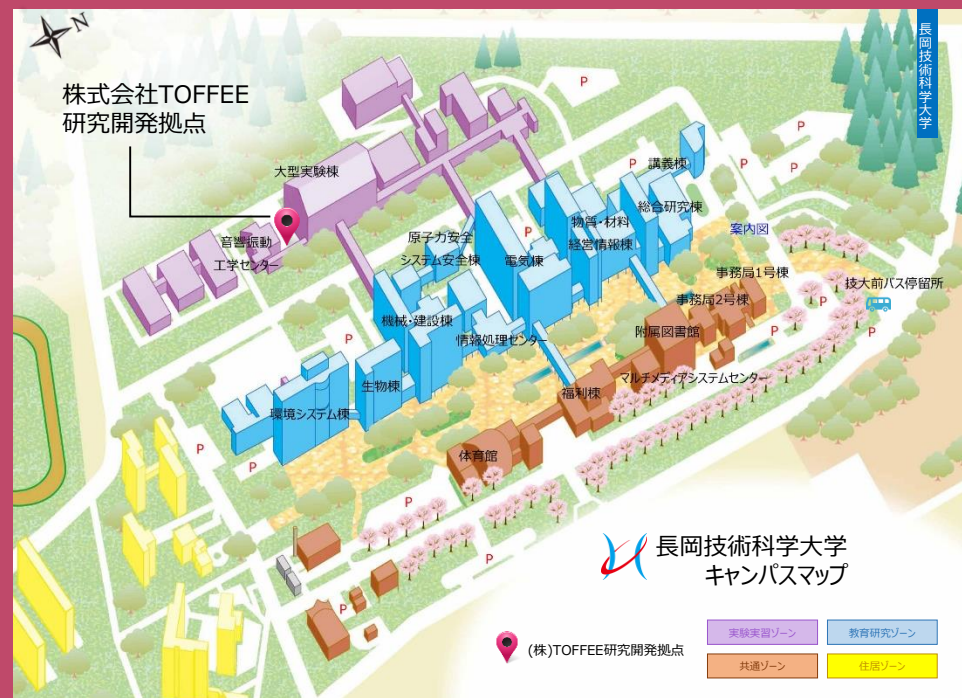 N
長岡技術科学大学
株式会社TOFFEE
研究開発拠点
P
P
P
P
大型実験棟
講義棟
総合研究棟
物質・材料
経営情報棟
案内図
音響振動
工学センター
原子力安全
システム安全棟
P
電気棟
事務局1号棟
技大前バス停留所
事務局2号棟
P
P
P
附属図書館
機械・建設棟
情報処理センター
P
マルチメディアシステムセンター
生物棟
福利棟
環境システム棟
P
P
体育館
P
P
P
長岡技術科学大学
キャンパスマップ
(株)TOFFEE研究開発拠点
実験実習ゾーン
教育研究ゾーン
共通ゾーン
住居ゾーン